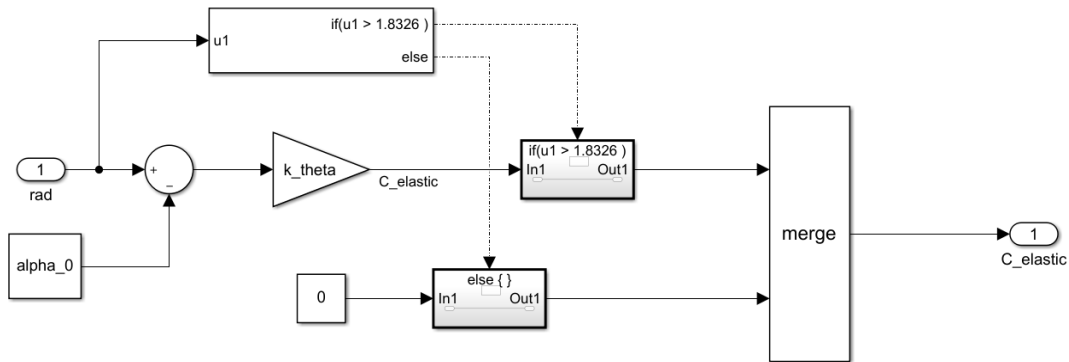 if(u1 > 1.8326 )
u1
else
1
rad
+
−
k_theta
C_elastic
if(u1 > 1.8326 )
In1 Out1
alpha_0
0
else { }
In1 Out1
merge
1
C_elastic